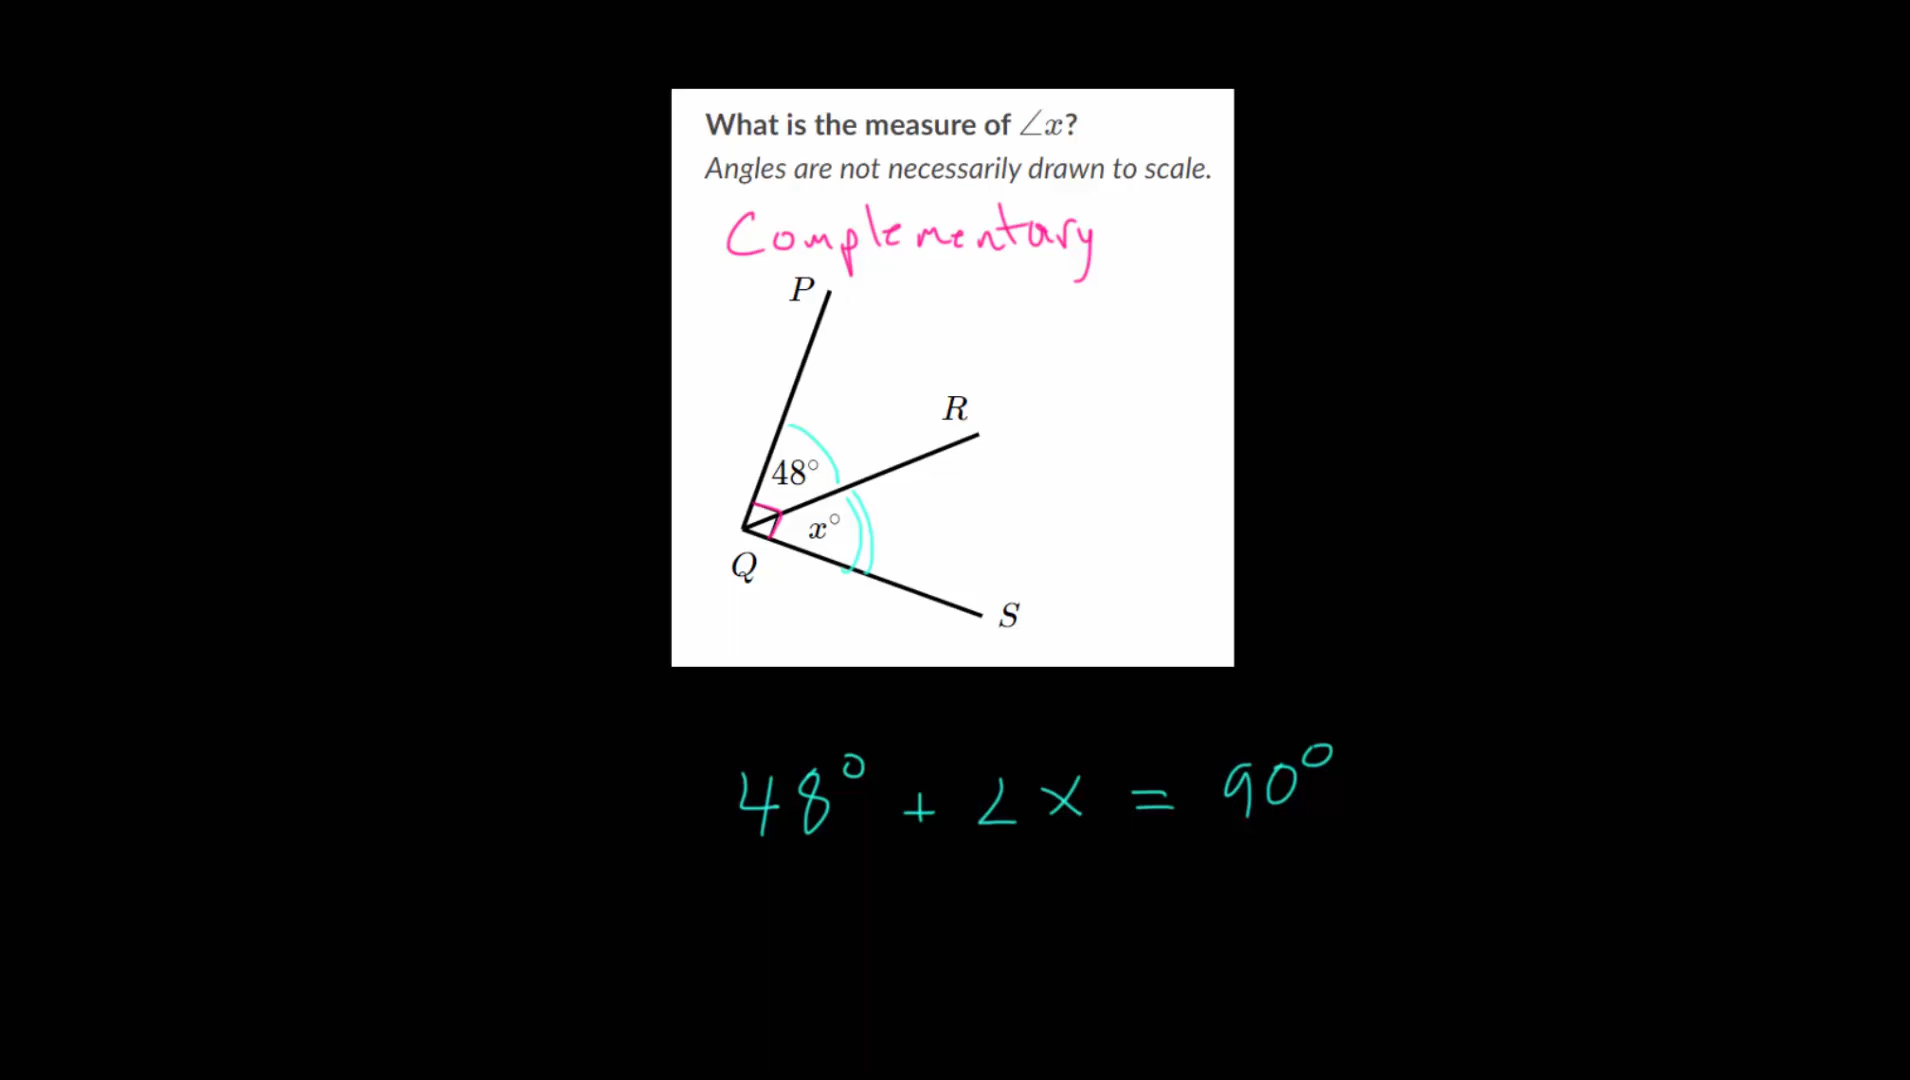 What is the measure of ∠x?
Angles are not necessarily drawn to scale.
Complementary
P
R
48°
x°
Q
S
48° + ∠x = 90°